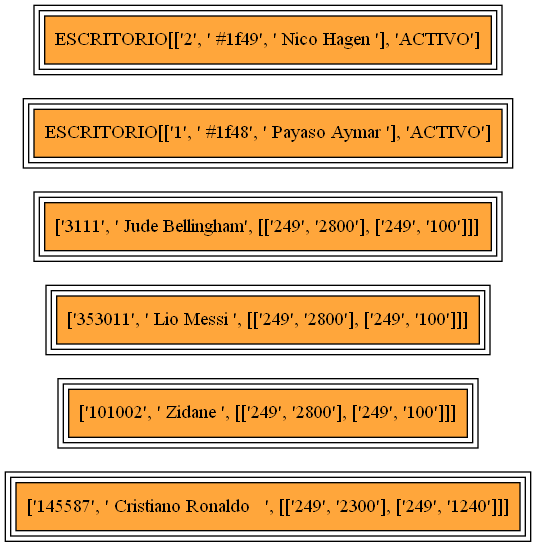 ESCRITORIO[['2', ' #1f49', ' Nico Hagen '], 'ACTIVO']
ESCRITORIO[['1', ' #1f48', ' Payaso Aymar '], 'ACTIVO']
['3111', ' Jude Bellingham', [['249', '2800'], ['249', '100']]]
['353011', ' Lio Messi ', [['249', '2800'], ['249', '100']]]
['101002', ' Zidane ', [['249', '2800'], ['249', '100']]]
['145587', ' Cristiano Ronaldo   ', [['249', '2300'], ['249', '1240']]]